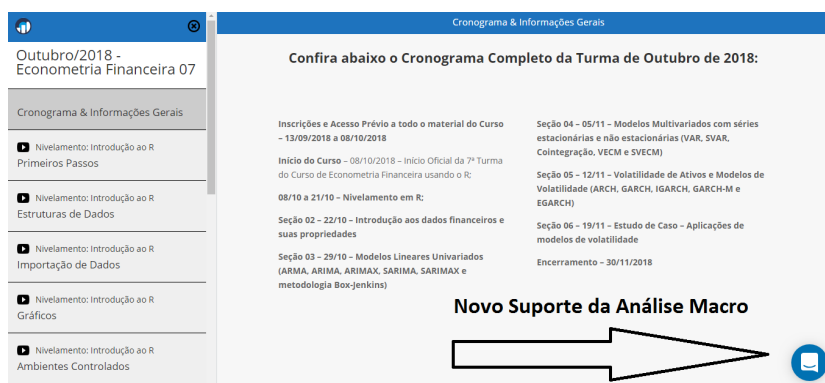 Cronograma & Informações Gerais
Outubro/2018 -
Econometria Financeira 07
Cronograma & Informações Gerais
Nivelamento: Introdução ao R
Primeiros Passos
Nivelamento: Introdução ao R
Estruturas de Dados
Nivelamento: Introdução ao R
Importação de Dados
Nivelamento: Introdução ao R
Gráficos
Nivelamento: Introdução ao R
Ambientes Controlados
Confira abaixo o Cronograma Completo da Turma de Outubro de 2018:
Inscrições e Acesso Prévio a todo o material do Curso
– 13/09/2018 a 08/10/2018
Início do Curso – 08/10/2018 – Início Oficial da 7ª Turma
do Curso de Econometria Financeira usando o R;
08/10 a 21/10 – Nivelamento em R;
Seção 02 – 22/10 – Introdução aos dados financeiros e
suas propriedades
Seção 03 – 29/10 – Modelos Lineares Univariados
(ARMA, ARIMA, ARIMAX, SARIMA, SARIMAX e
metodologia Box-Jenkins)
Seção 04 – 05/11 – Modelos Multivariados com séries
estacionárias e não estacionárias (VAR, SVAR,
Cointegração, VECM e SVECM)
Seção 05 – 12/11 – Volatilidade de Ativos e Modelos de
Volatilidade (ARCH, GARCH, IGARCH, GARCH-M e
EGARCH)
Seção 06 – 19/11 – Estudo de Caso – Aplicações de
modelos de volatilidade
Encerramento – 30/11/2018
Novo Suporte da Análise Macro